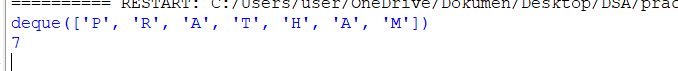 ========== RESTART: C:/Users/user/OneDrive/Dokumen/Desktop/DSA/prac
deque(['P', 'R', 'A', 'T', 'H', 'A', 'M'])
7